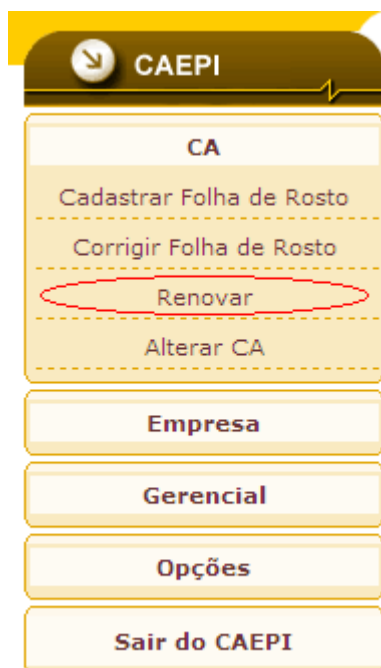 CAEPI
CA
Cadastrar Folha de Rosto
Corrigir Folha de Rosto
Renovar
Alterar CA
Empresa
Gerencial
Opções
Sair do CAEPI